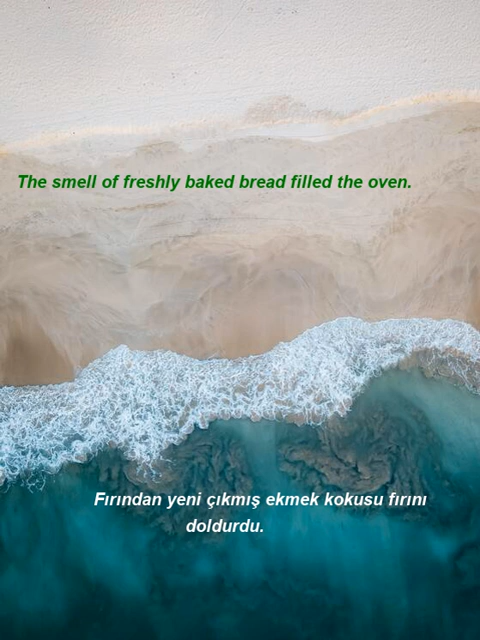 The smell of freshly baked bread filled the oven.
Fırından yeni çıkmış ekmek kokusu fırını
doldurdu.